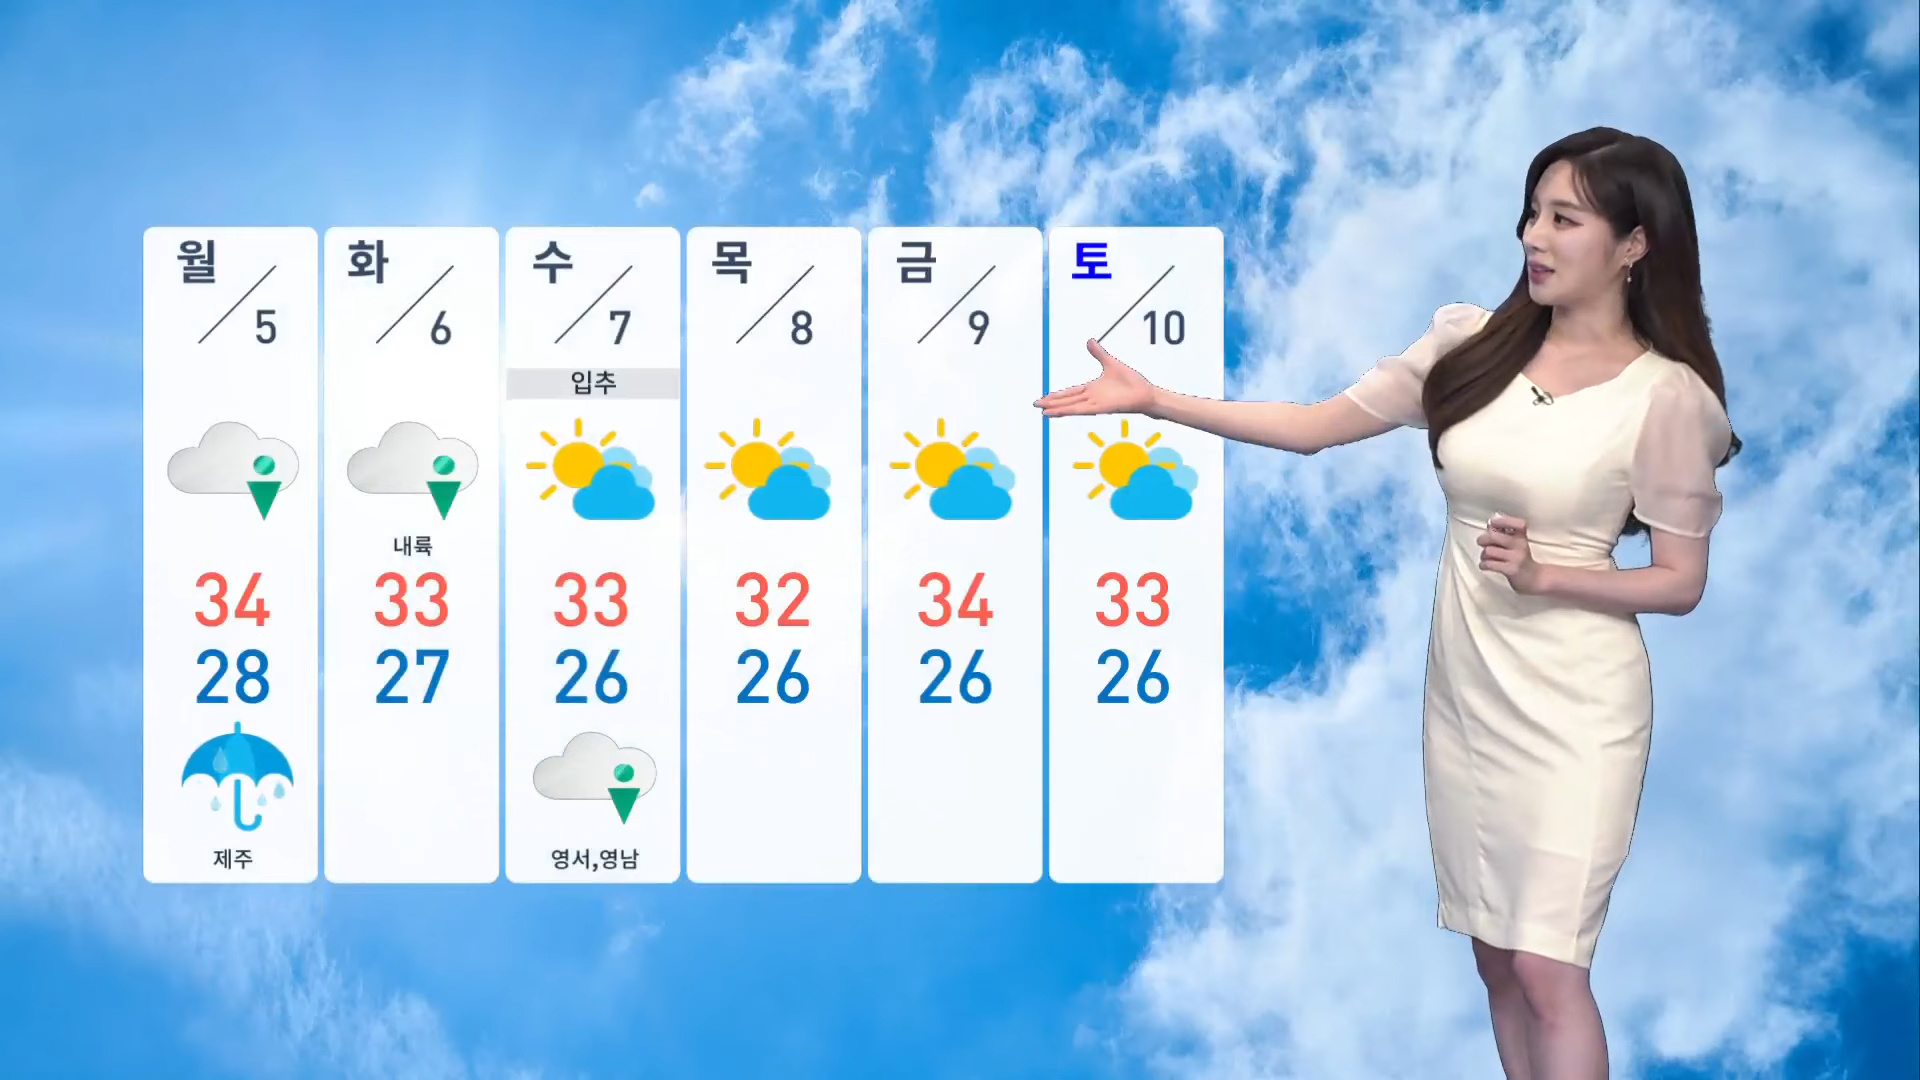 월 5
화 6
수 7
목 8
금 9
토 10
입추
내륙
34 33 33 32 34 33
28 27 26 26 26 26
제주
영서,영남